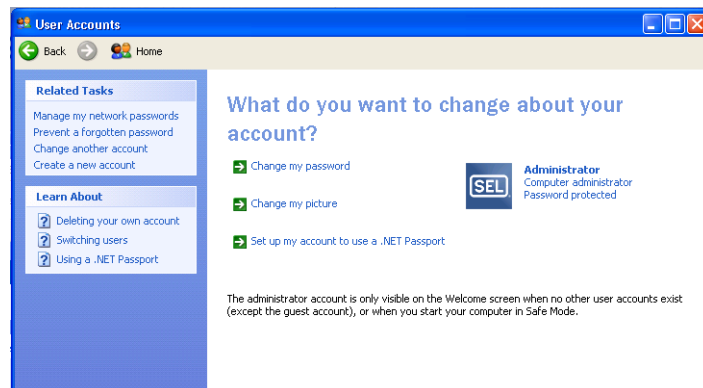 User Accounts
Back
Home
Related Tasks
Manage my network passwords
Prevent a forgotten password
Change another account
Create a new account
Learn About
Deleting your own account
Switching users
Using a .NET Passport
What do you want to change about your
account?
Change my password
Change my picture
Set up my account to use a .NET Passport
SEL
Administrator
Computer administrator
Password protected
The administrator account is only visible on the Welcome screen when no other user accounts exist
(except the guest account), or when you start your computer in Safe Mode.